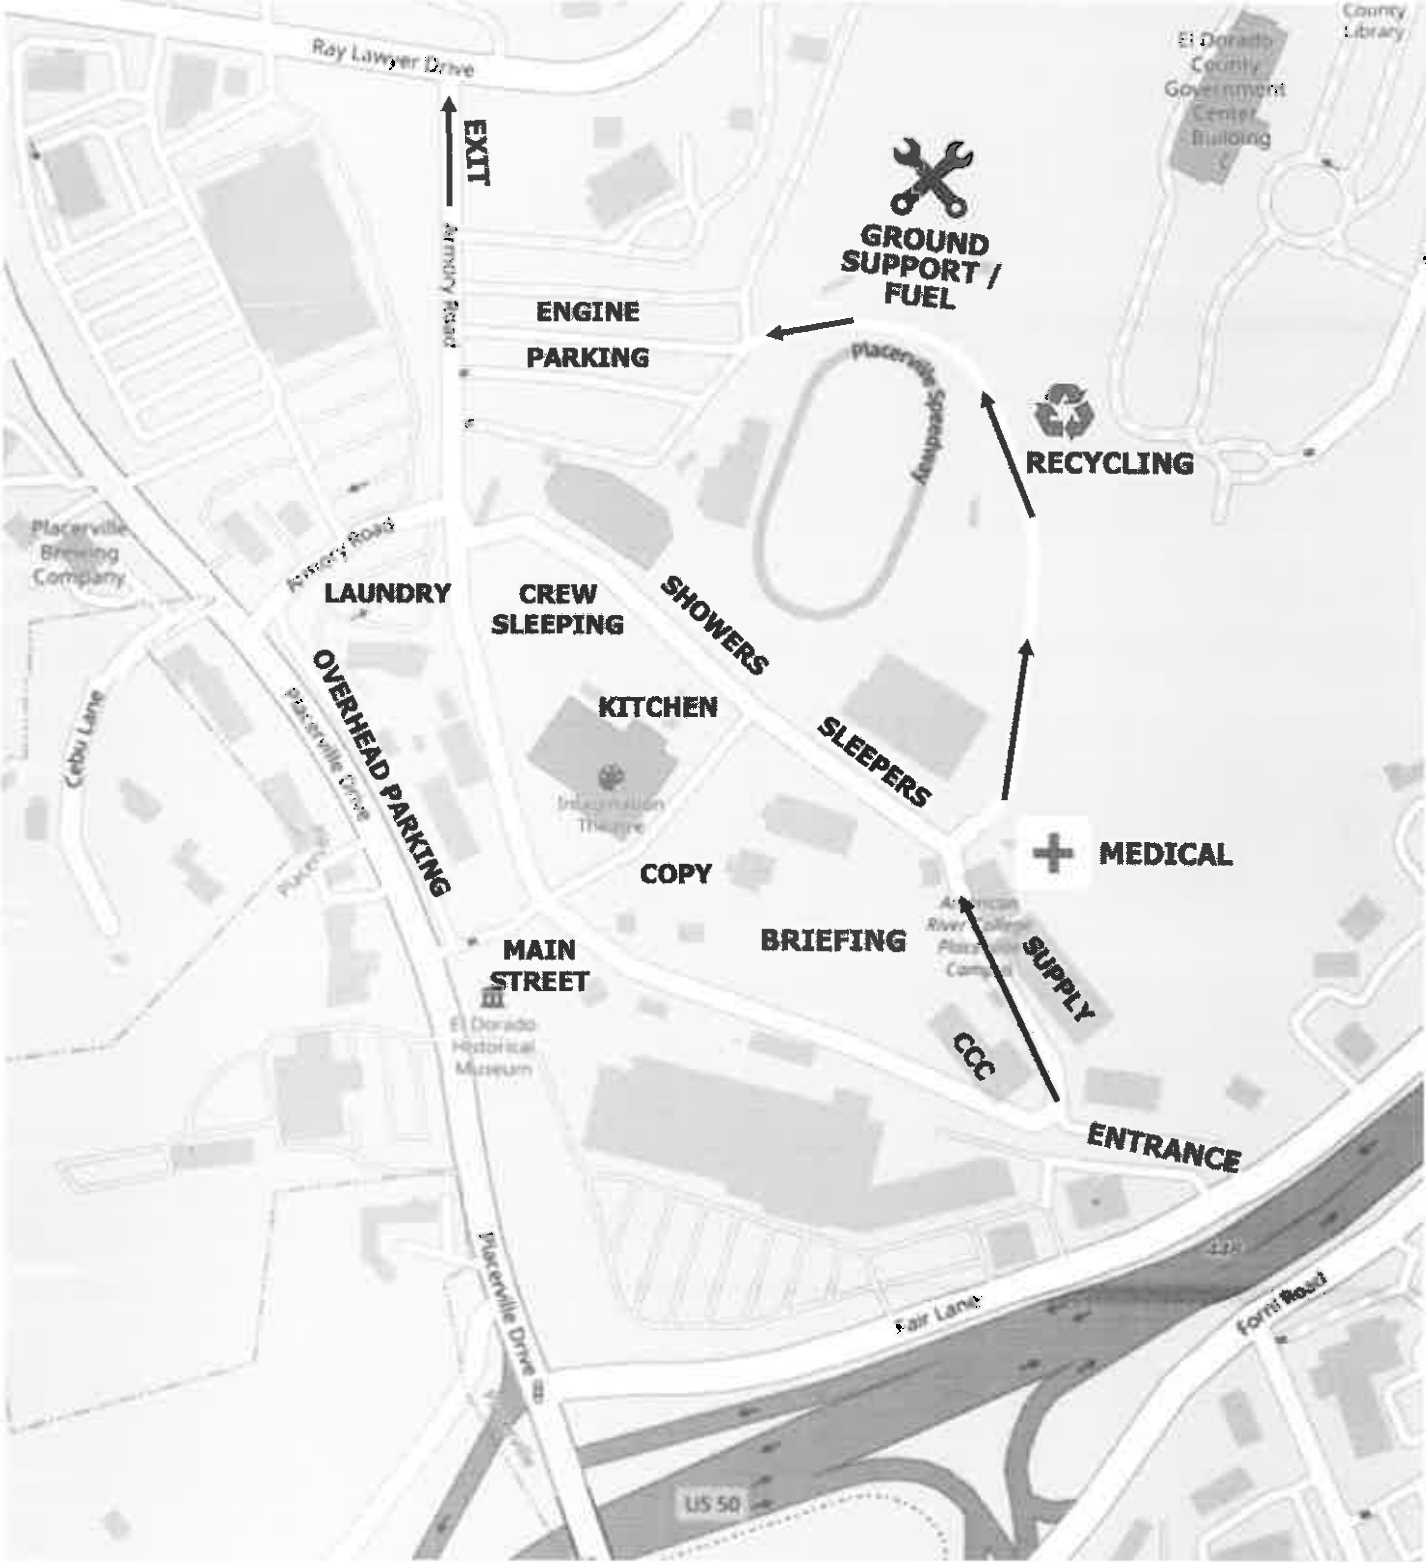 County
Library
El Dorado
County
Government
Center
- Building
C
Ray Lawyer Drive
EXIT
Armory Road
GROUND
SUPPORT /
FUEL
ENGINE
PARKING
Placerville Speedway
RECYCLING
Placerville
Brewing
Company
Armory Road
LAUNDRY
CREW
SLEEPING
SHOWERS
OVERHEAD PARKING
Placerville Drive
Cebu Lane
KITCHEN
SLEEPERS
Imagination
Theatre
COPY
MEDICAL
American
River College
Placerville
Campus
BRIEFING
SUPPLY
MAIN
STREET
El Dorado
Historical
Museum
CCC
ENTRANCE
Placerville Drive
Fair Lane
Forni Road
US 50